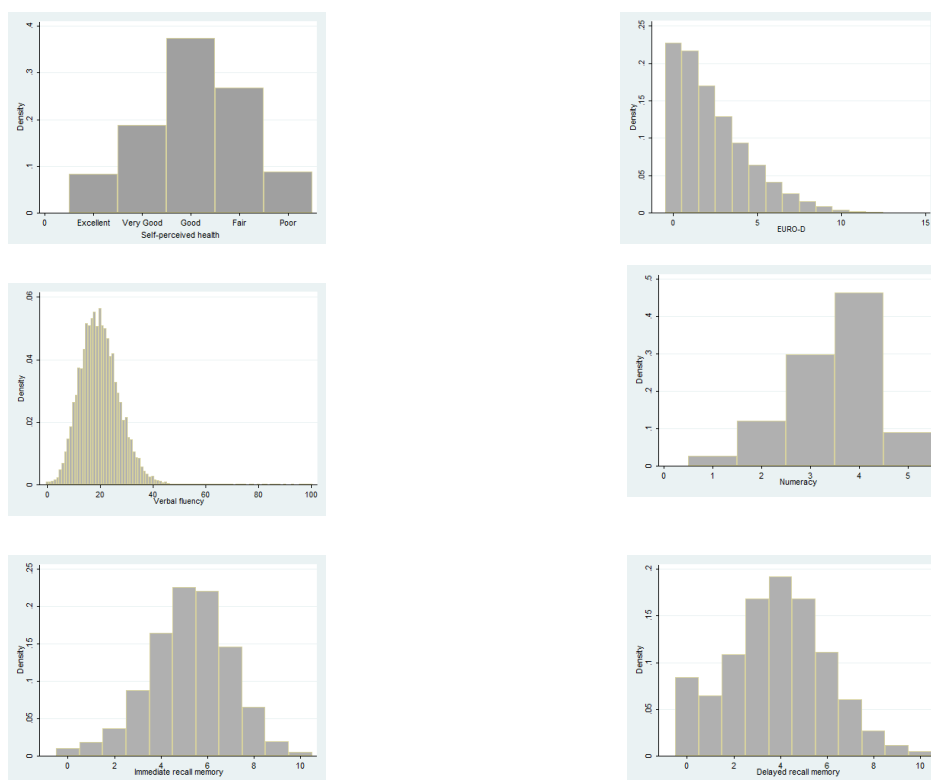 Density
0 .1 .2 .3 .4
0 Excellent Very Good Good Fair Poor
Self-perceived health
Density
0 .05 .1 .15 .2 .25
0 5 10 15
EURO-D
Density
0 .02 .04 .06
0 20 40 60 80 100
Verbal fluency
Density
0 .1 .2 .3 .4 .5
0 1 2 3 4 5
Numeracy
Density
0 .05 .1 .15 .2 .25
0 2 4 6 8 10
Immediate recall memory
Density
0 .05 .1 .15 .2
0 2 4 6 8 10
Delayed recall memory